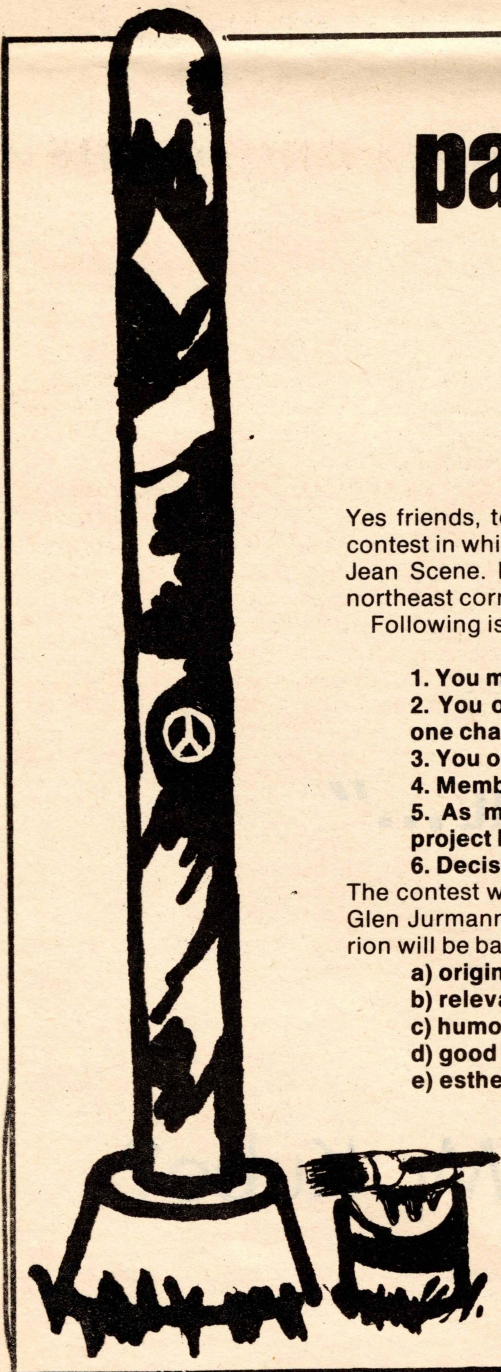 pa
Yes friends, t
contest in whi
Jean Scene.
northeast corr
Following is
1. You m
2. You o
one cha
3. You o
4. Memb
5. As m
project
6. Decis
The contest w
Glen Jurmann
rion will be ba
a) origin
b) releva
c) humo
d) good
e) esthe